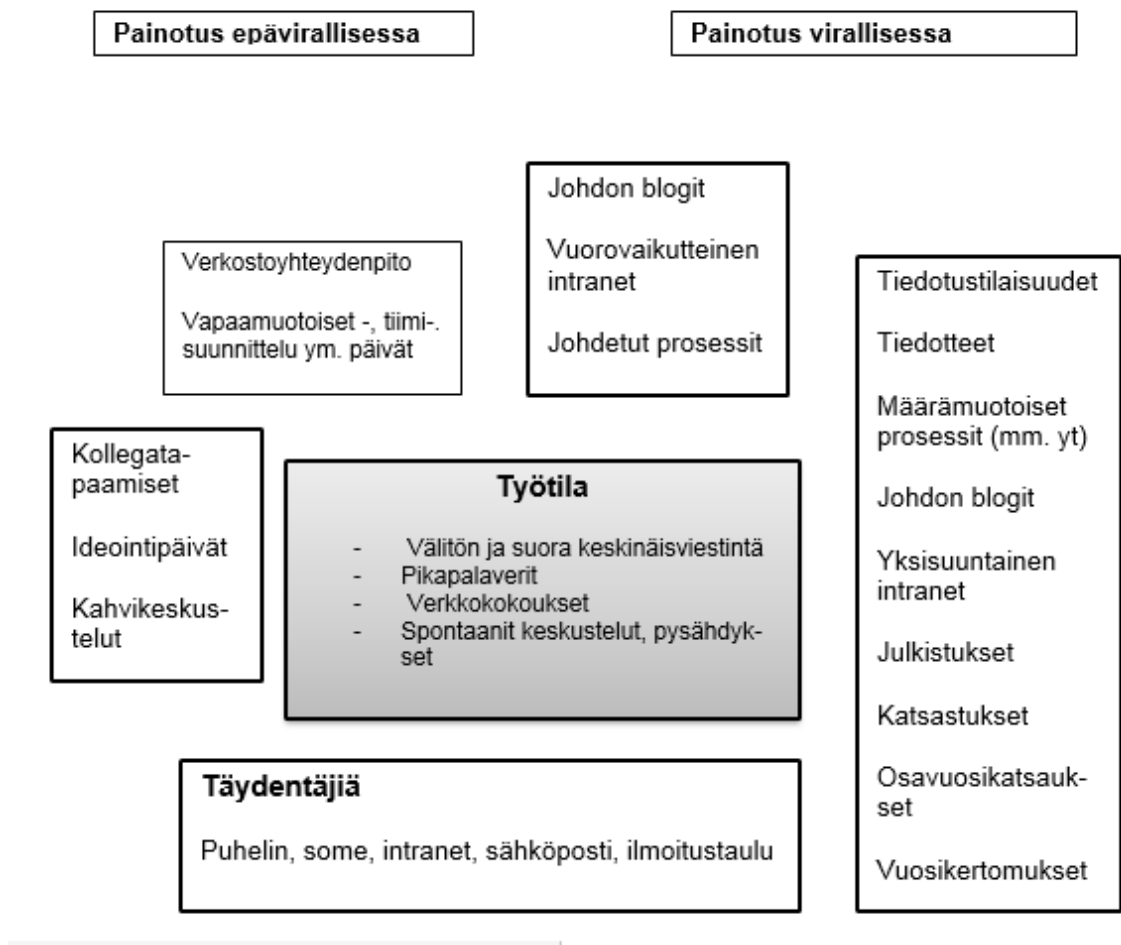 Painotus epävirallisessa
Painotus virallisessa
Johdon blogit
Vuorovaikutteinen
intranet
Johdetut prosessit
Verkostoyhteydenpito
Vapaamuotoiset -, tiimi-.
suunnittelu ym. päivät
Tiedotustilaisuudet
Tiedotteet
Määrämuotoiset
prosessit (mm. yt)
Johdon blogit
Yksisuuntainen
intranet
Julkistukset
Katsastukset
Osavuosikatsauk-
set
Vuosikertomukset
Kollegata-
paamiset
Ideointipäivät
Kahvikeskus-
telut
Työtila
- Välitön ja suora keskinäisviestintä
- Pikapalaverit
- Verkkokokoukset
- Spontaanit keskustelut, pysähdyk-
set
Täydentäjiä
Puhelin, some, intranet, sähköposti, ilmoitustaulu